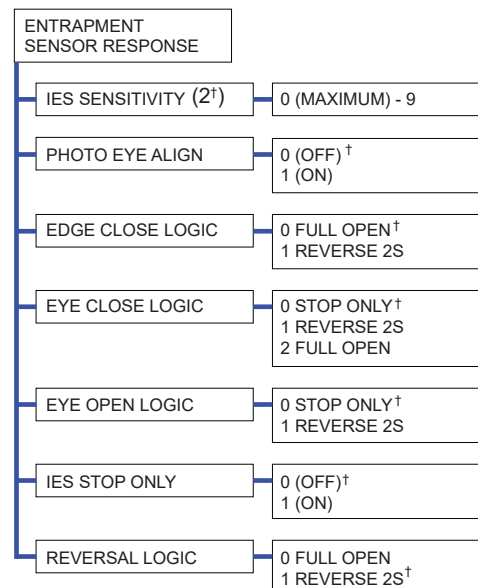 ENTRAPMENT
SENSOR RESPONSE
IES SENSITIVITY (2†)
0 (MAXIMUM) - 9
PHOTO EYE ALIGN
0 (OFF) †
1 (ON)
EDGE CLOSE LOGIC
0 FULL OPEN†
1 REVERSE 2S
EYE CLOSE LOGIC
0 STOP ONLY†
1 REVERSE 2S
2 FULL OPEN
EYE OPEN LOGIC
0 STOP ONLY†
1 REVERSE 2S
IES STOP ONLY
0 (OFF)†
1 (ON)
REVERSAL LOGIC
0 FULL OPEN
1 REVERSE 2S†